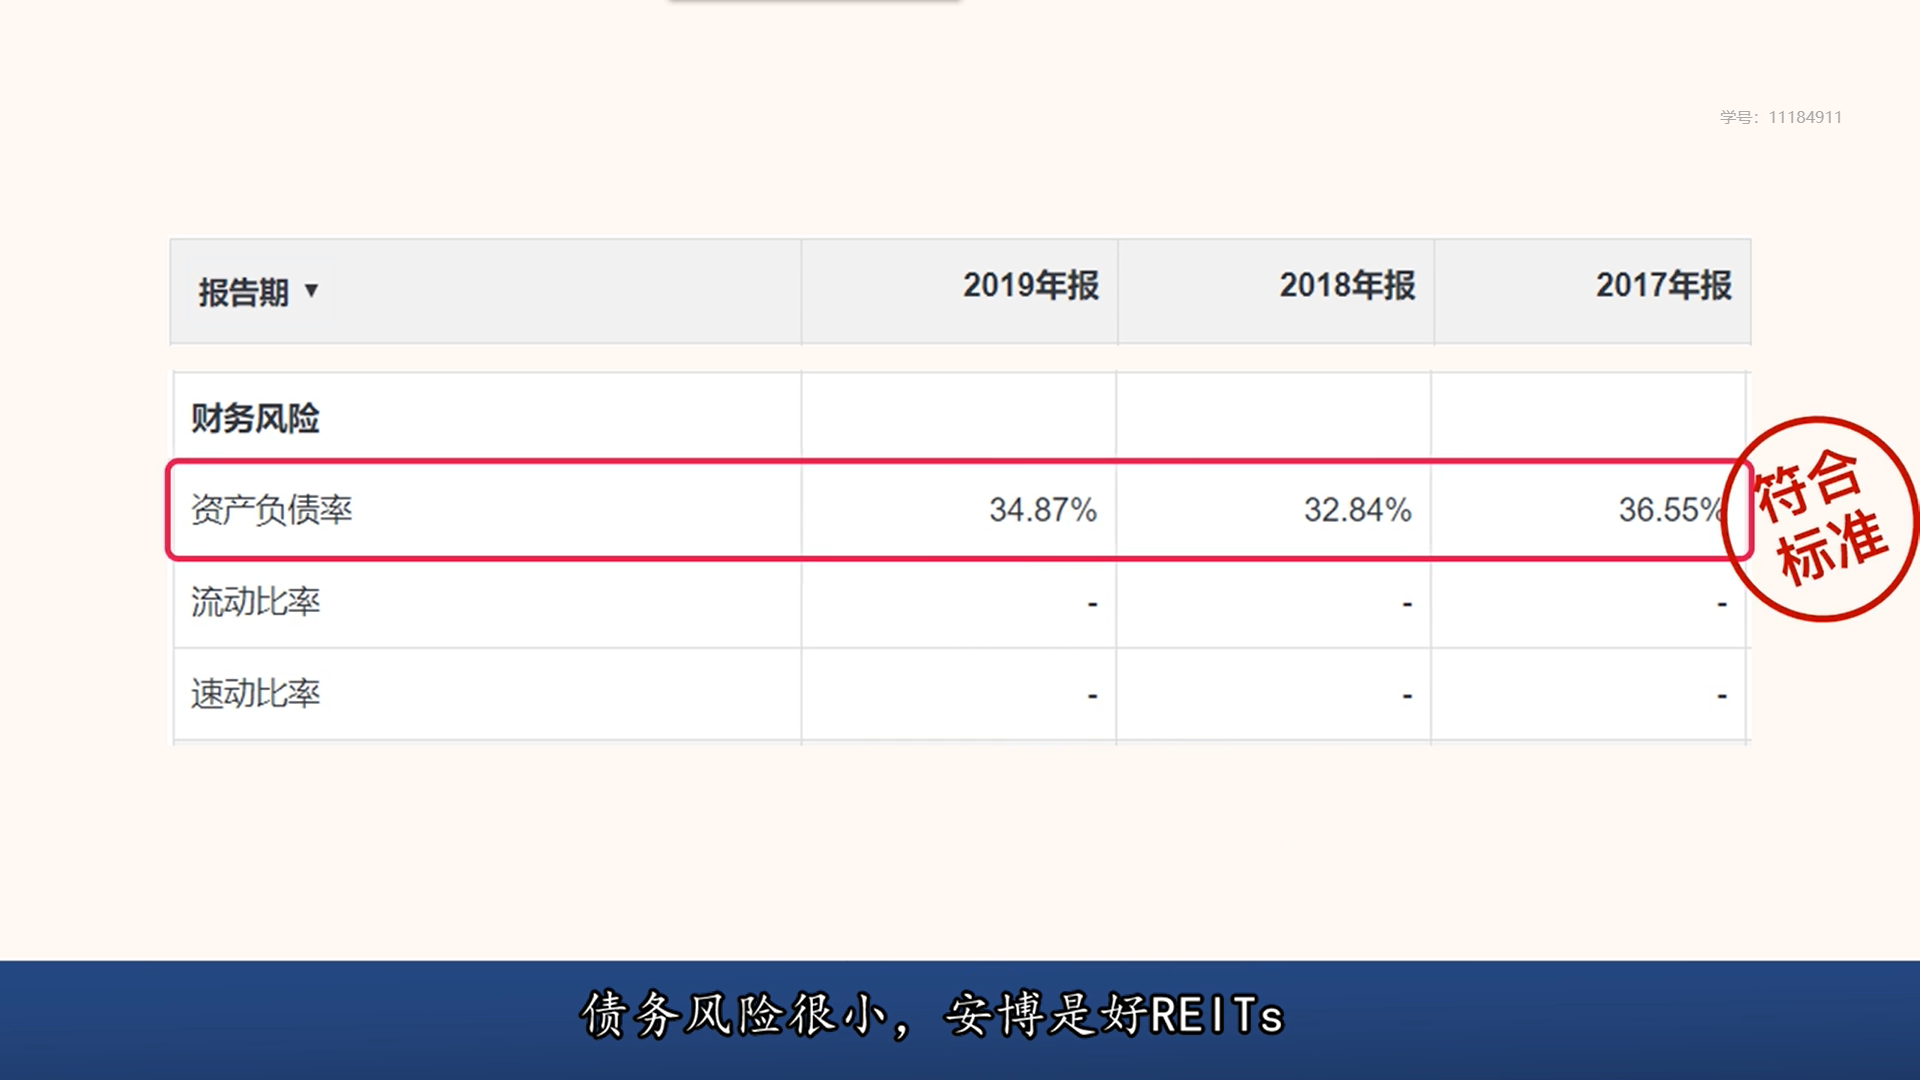 学号：11184911
报告期 ▼ 2019年报 2018年报 2017年报
财务风险
资产负债率 34.87% 32.84% 36.55%
流动比率 - - -
速动比率 - - -
符合
标准
债务风险很小，安博是好REITs